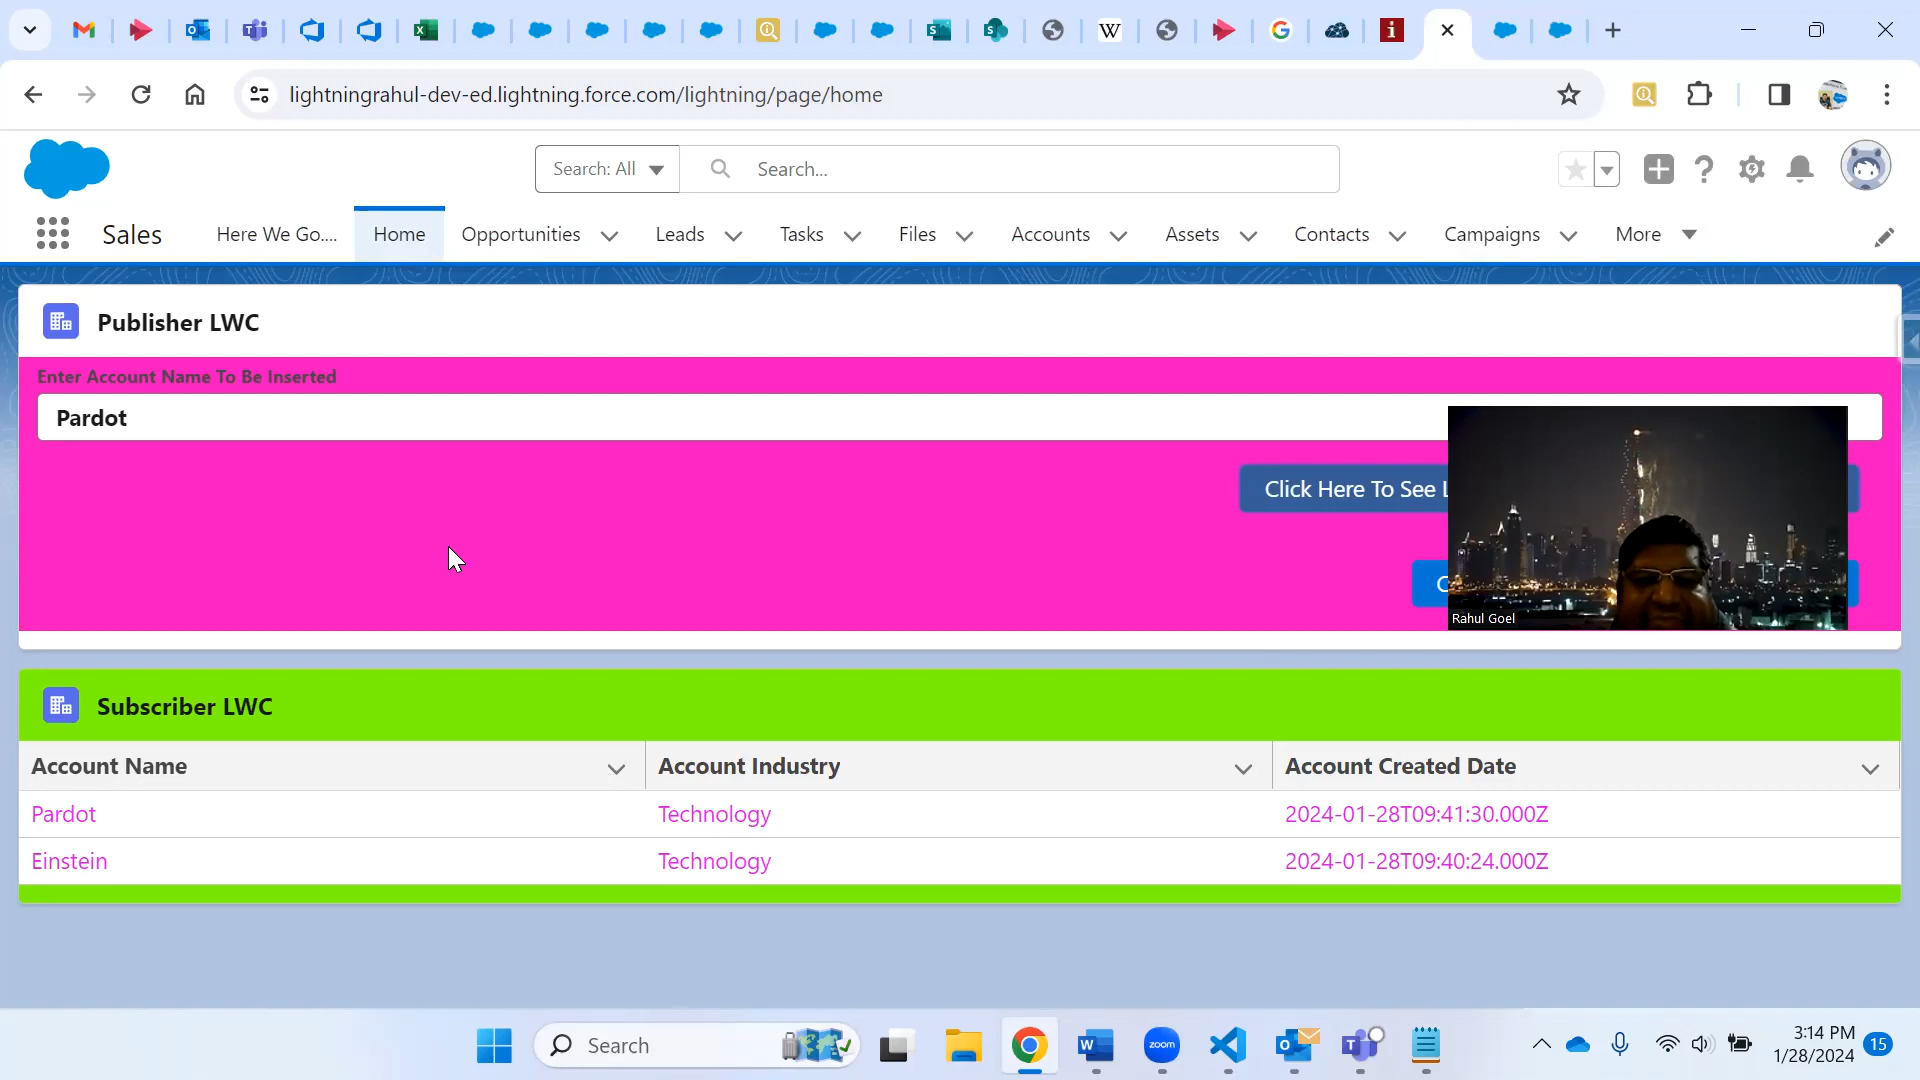 lightningrahul-dev-ed.lightning.force.com/lightning/page/home
Search: All
Search...
Sales
Here We Go....
Home
Opportunities
Leads
Tasks
Files
Accounts
Assets
Contacts
Campaigns
More
Publisher LWC
Enter Account Name To Be Inserted
Pardot
Click Here To See
Rahul Goel
Subscriber LWC
Account Name
Account Industry
Account Created Date
Pardot
Technology
2024-01-28T09:41:30.000Z
Einstein
Technology
2024-01-28T09:40:24.000Z
Search
zoom
3:14 PM
1/28/2024
15